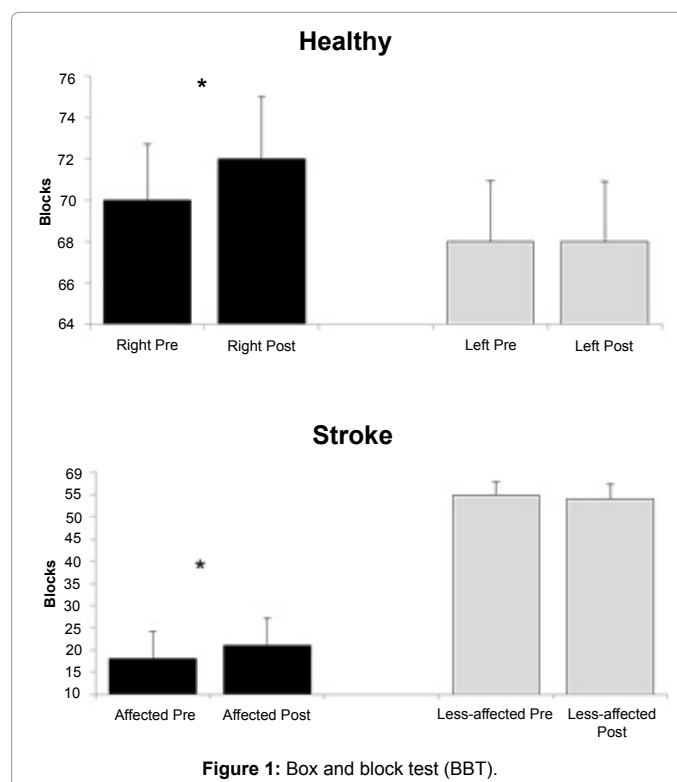 Healthy
76
74
72
70
68
66
64
Blocks
*
Right Pre
Right Post
Left Pre
Left Post
Stroke
69
55
50
40
35
30
25
20
15
10
Blocks
*
Affected Pre
Affected Post
Less-affected Pre
Less-affected
Post
Figure 1: Box and block test (BBT).